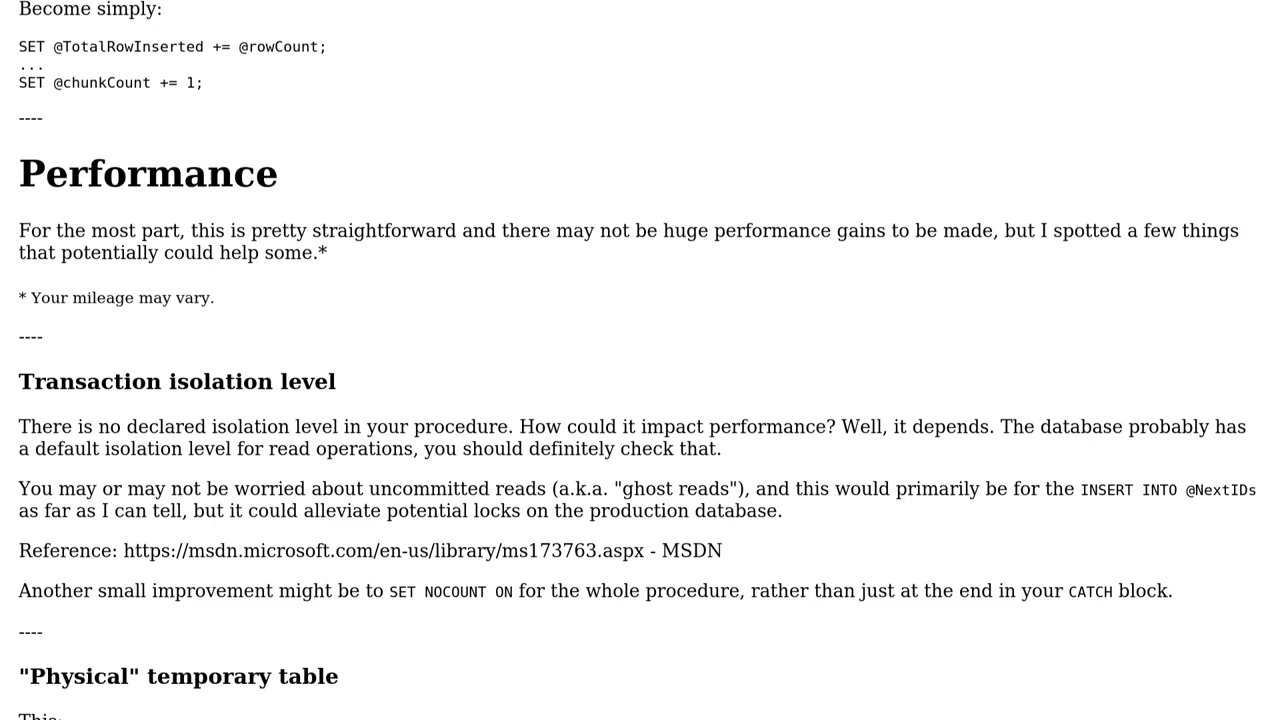 Become simply:
SET @TotalRowInserted += @rowCount;
...
SET @chunkCount += 1;
----
Performance
For the most part, this is pretty straightforward and there may not be huge performance gains to be made, but I spotted a few things
that potentially could help some.*
* Your mileage may vary.
----
Transaction isolation level
There is no declared isolation level in your procedure. How could it impact performance? Well, it depends. The database probably has
a default isolation level for read operations, you should definitely check that.
You may or may not be worried about uncommitted reads (a.k.a. "ghost reads"), and this would primarily be for the INSERT INTO @NextIDs
as far as I can tell, but it could alleviate potential locks on the production database.
Reference: https://msdn.microsoft.com/en-us/library/ms173763.aspx - MSDN
Another small improvement might be to SET NOCOUNT ON for the whole procedure, rather than just at the end in your CATCH block.
----
"Physical" temporary table
This: